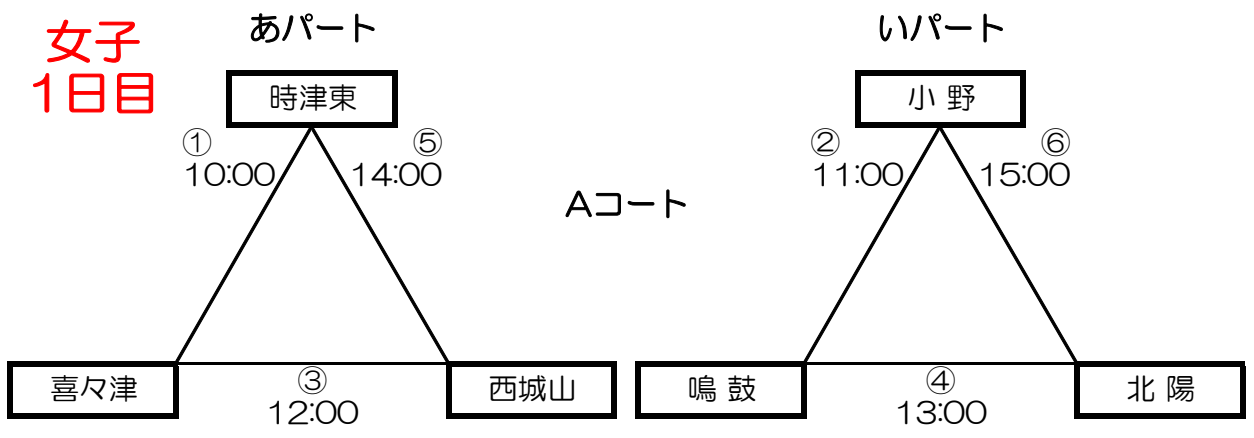 女子
1日目
あパート
時津東
①
10:00
⑤
14:00
喜々津
③
12:00
西城山
Aコート
いパート
小 野
②
11:00
⑥
15:00
鳴 鼓
④
13:00
北 陽